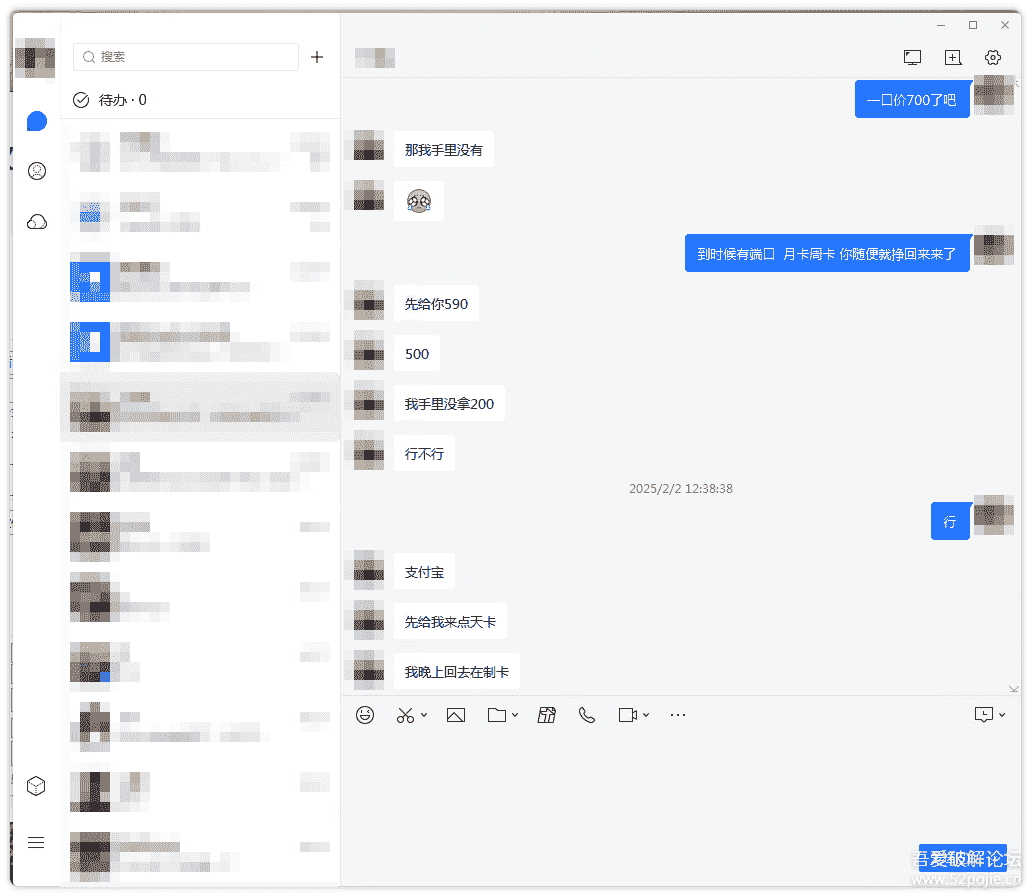 搜索
待办 · 0
一口价700了吧
那我手里没有
到时候有端口 月卡周卡 你随便就挣回来来了
先给你590
500
我手里没拿200
行不行
2025/2/2 12:38:38
行
支付宝
先给我来点天卡
我晚上回去在制卡
吾爱破解论坛
www.52pojie.cn